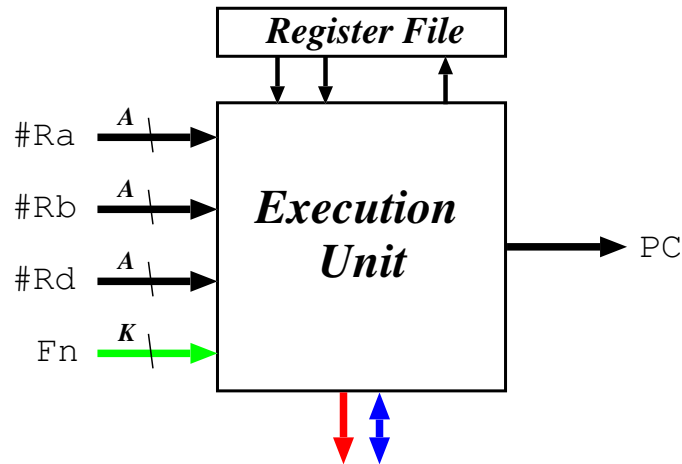 Register File
A
#Ra
A
#Rb
Execution
Unit
PC
A
#Rd
K
Fn